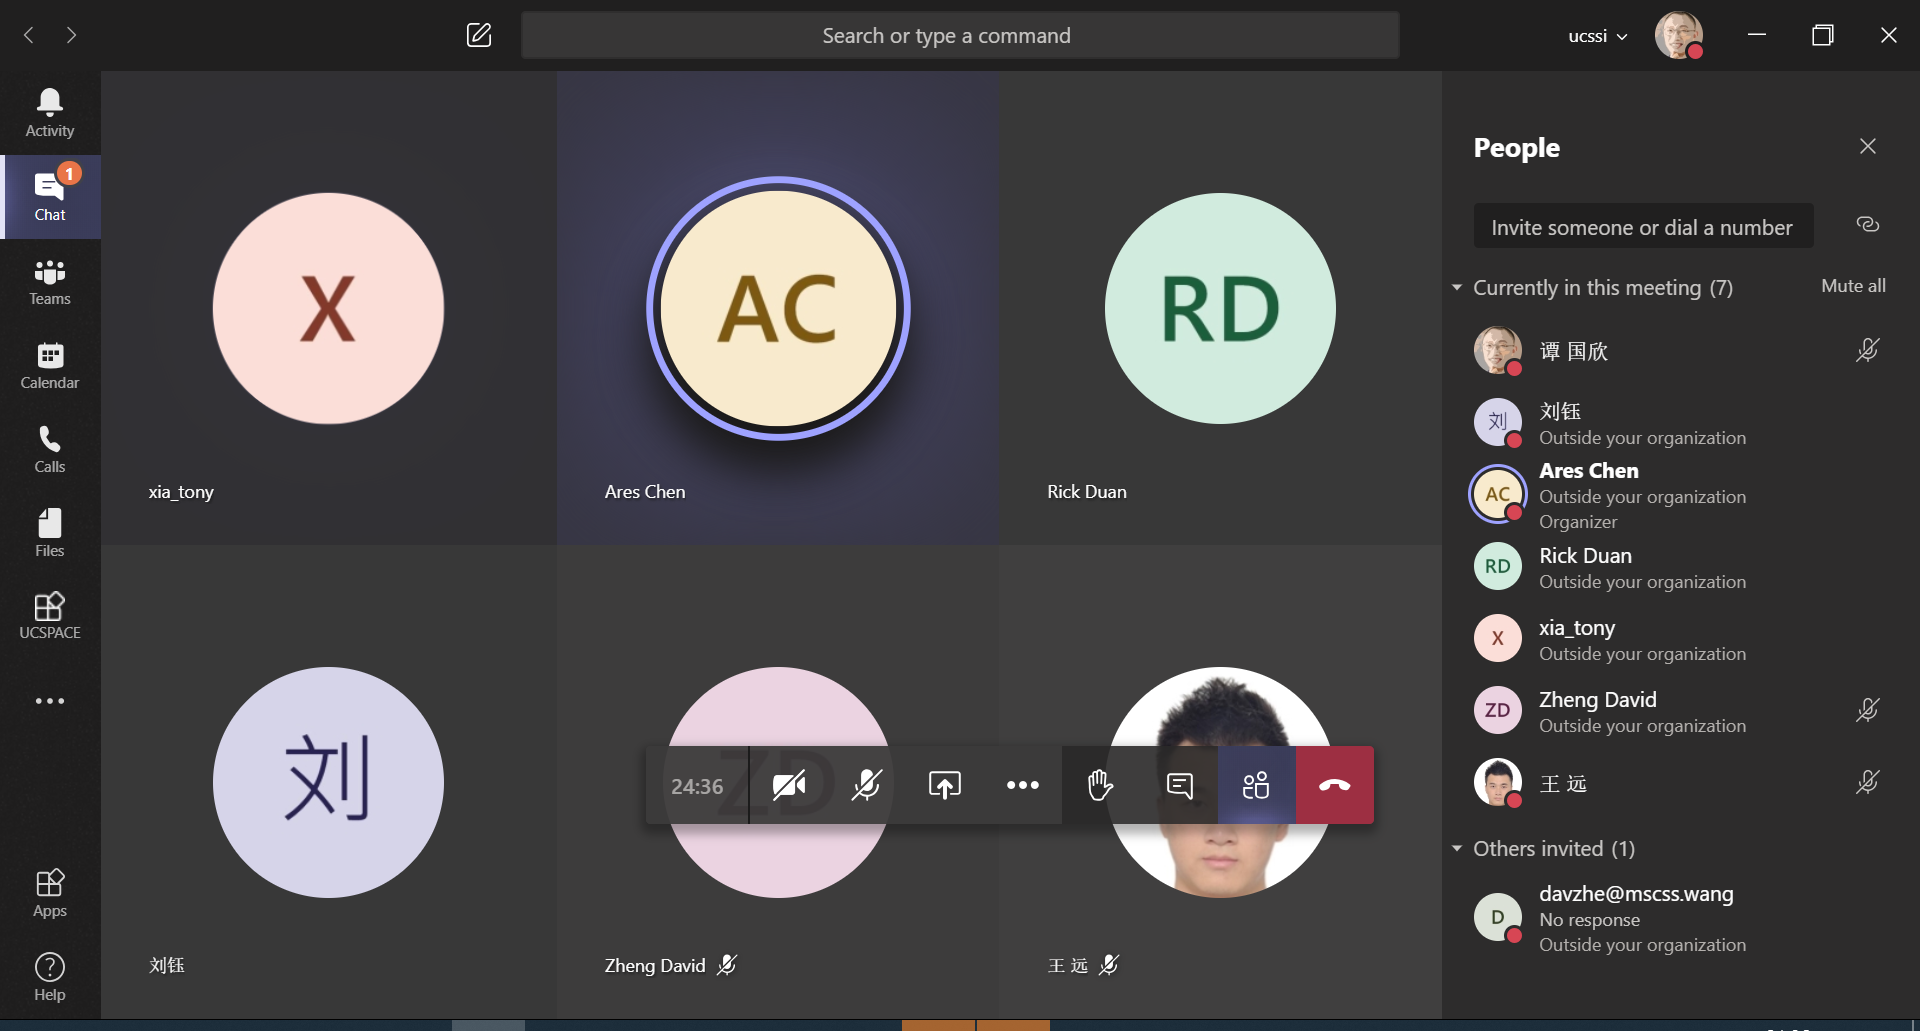 Search or type a command
ucssi
Activity
1
Chat
Teams
Calendar
Calls
Files
UCSPACE
Apps
Help
X
xia_tony
AC
Ares Chen
RD
Rick Duan
刘
刘钰
ZD
Zheng David
王 远
24:36
People
Invite someone or dial a number
Currently in this meeting (7)
Mute all
谭 国欣
刘
刘钰
Outside your organization
AC
Ares Chen
Outside your organization
Organizer
RD
Rick Duan
Outside your organization
X
xia_tony
Outside your organization
ZD
Zheng David
Outside your organization
王 远
Others invited (1)
D
davzhe@mscss.wang
No response
Outside your organization